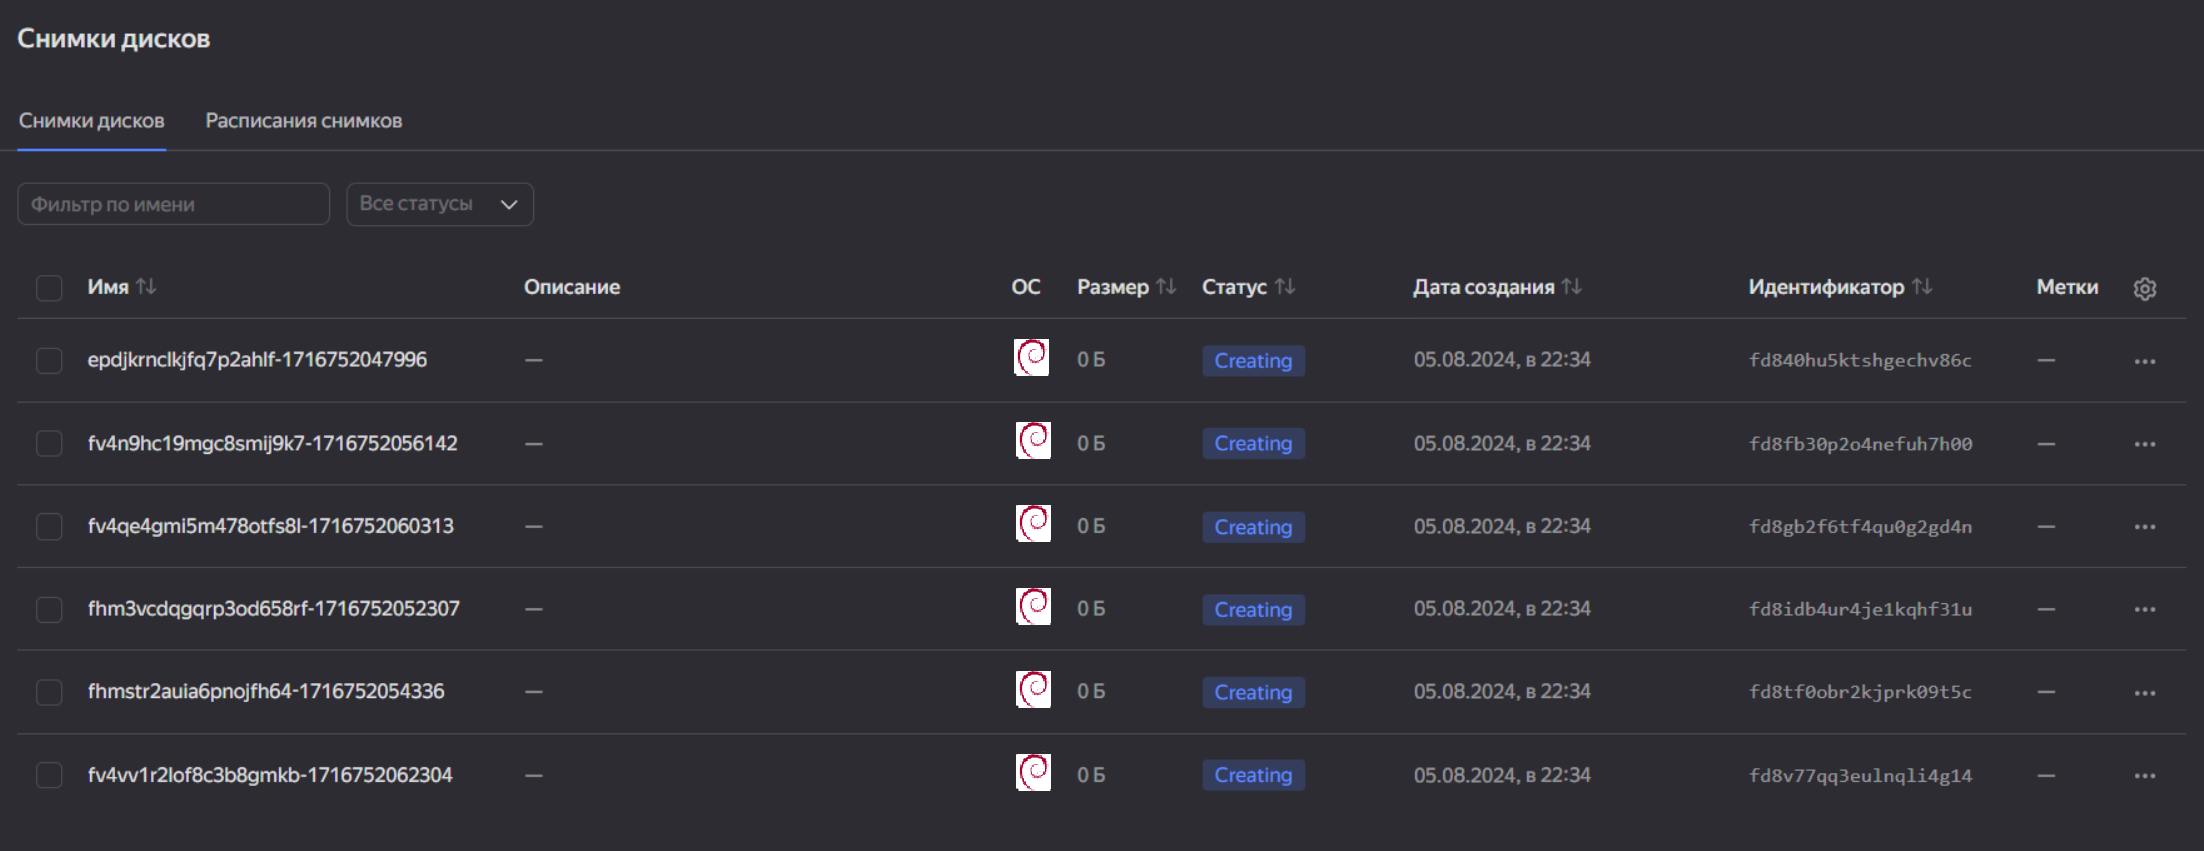 Снимки дисков
Снимки дисков Расписания снимков
Фильтр по имени Все статусы
Имя Описание ОС Размер Статус Дата создания Идентификатор Метки
epdjkrnclkjfq7p2ahlf-1716752047996 — 0 Б Creating 05.08.2024, в 22:34 fd840hu5ktshgechv86c —
fv4n9hc19mgc8smij9k7-1716752056142 — 0 Б Creating 05.08.2024, в 22:34 fd8fb30p2o4nefuh7h00 —
fv4qe4gmi5m478otfs8l-1716752060313 — 0 Б Creating 05.08.2024, в 22:34 fd8gb2f6tf4qu0g2gd4n —
fhm3vcdqgqrp3od658rf-1716752052307 — 0 Б Creating 05.08.2024, в 22:34 fd8idb4ur4je1kqhf31u —
fhmstr2auia6pnojfh64-1716752054336 — 0 Б Creating 05.08.2024, в 22:34 fd8tf0obr2kjprk09t5c —
fv4vv1r2lof8c3b8gmkb-1716752062304 — 0 Б Creating 05.08.2024, в 22:34 fd8v77qq3eulnqli4g14 —